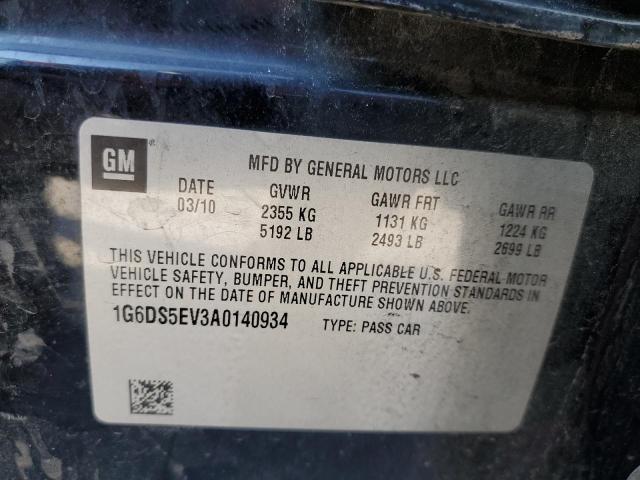 GM
MFD BY GENERAL MOTORS LLC
DATE GVWR GAWR FRT GAWR RR
03/10 2355 KG 1131 KG 1224 KG
5192 LB 2493 LB 2699 LB
THIS VEHICLE CONFORMS TO ALL APPLICABLE U.S. FEDERAL MOTOR
VEHICLE SAFETY, BUMPER, AND THEFT PREVENTION STANDARDS IN
EFFECT ON THE DATE OF MANUFACTURE SHOWN ABOVE.
1G6DS5EV3A0140934 TYPE: PASS CAR